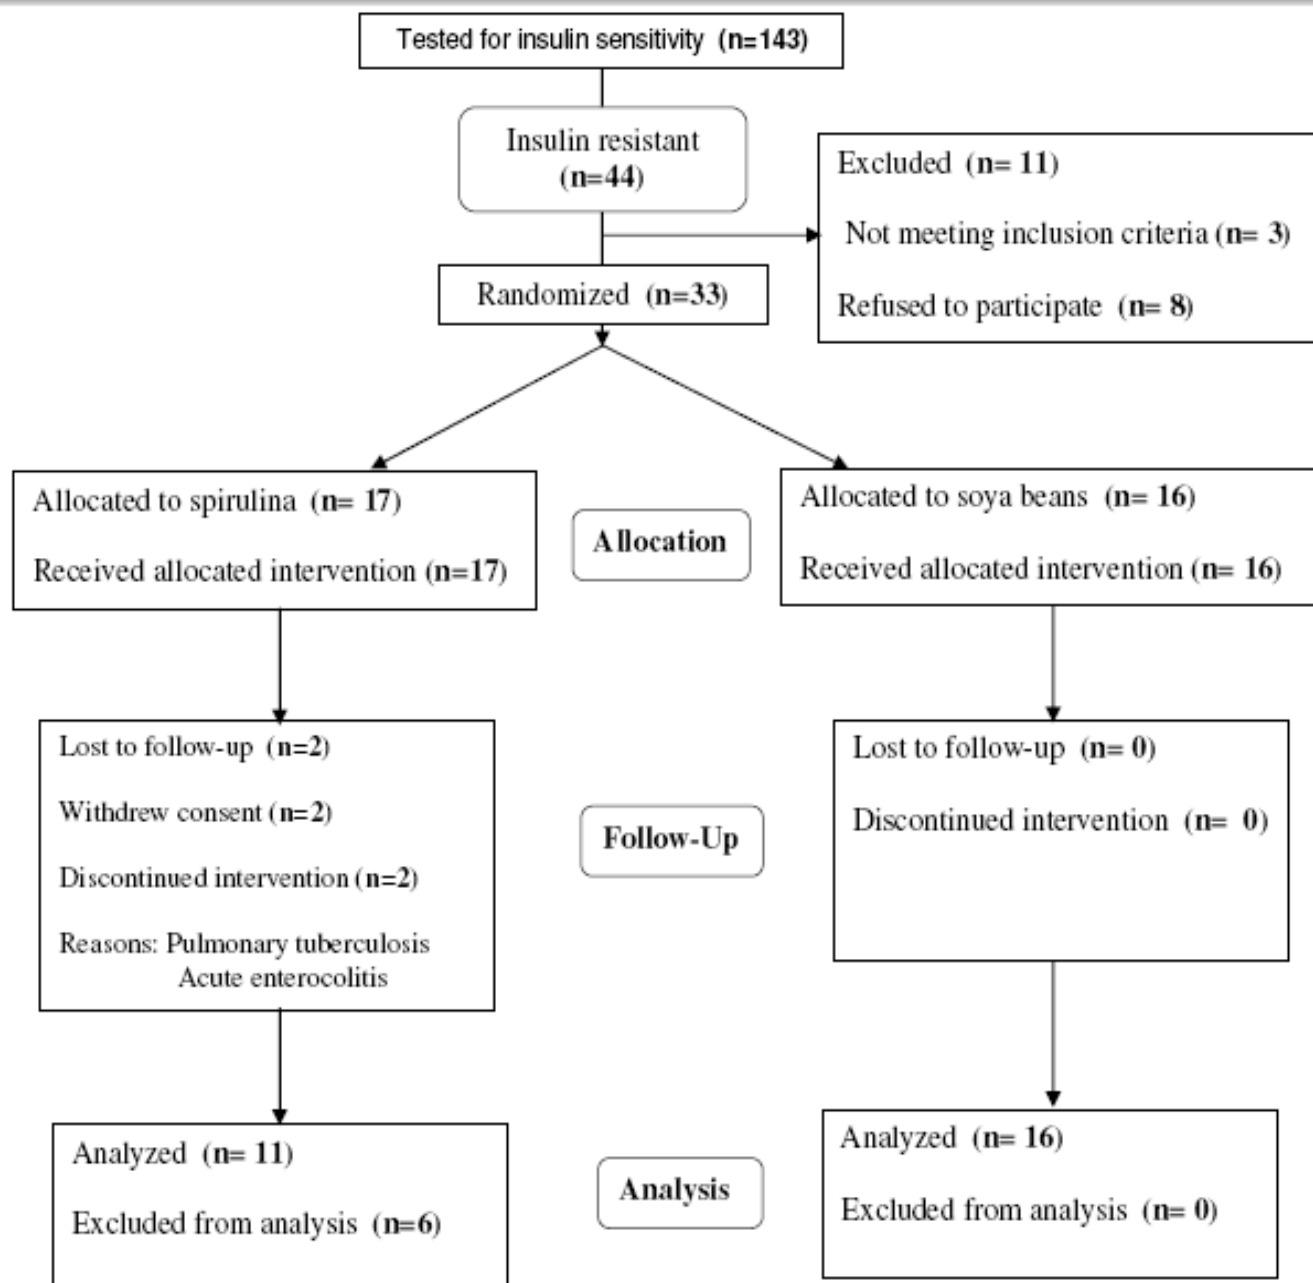 Tested for insulin sensitivity (n=143)
Insulin resistant
(n=44)
Excluded (n= 11)
Not meeting inclusion criteria (n= 3)
Refused to participate (n= 8)
Randomized (n=33)
Allocated to spirulina (n= 17)
Received allocated intervention (n=17)
Allocation
Allocated to soya beans (n= 16)
Received allocated intervention (n= 16)
Lost to follow-up (n=2)
Withdrew consent (n=2)
Discontinued intervention (n=2)
Reasons: Pulmonary tuberculosis
Acute enterocolitis
Follow-Up
Lost to follow-up (n= 0)
Discontinued intervention (n= 0)
Analyzed (n= 11)
Excluded from analysis (n=6)
Analysis
Analyzed (n= 16)
Excluded from analysis (n= 0)